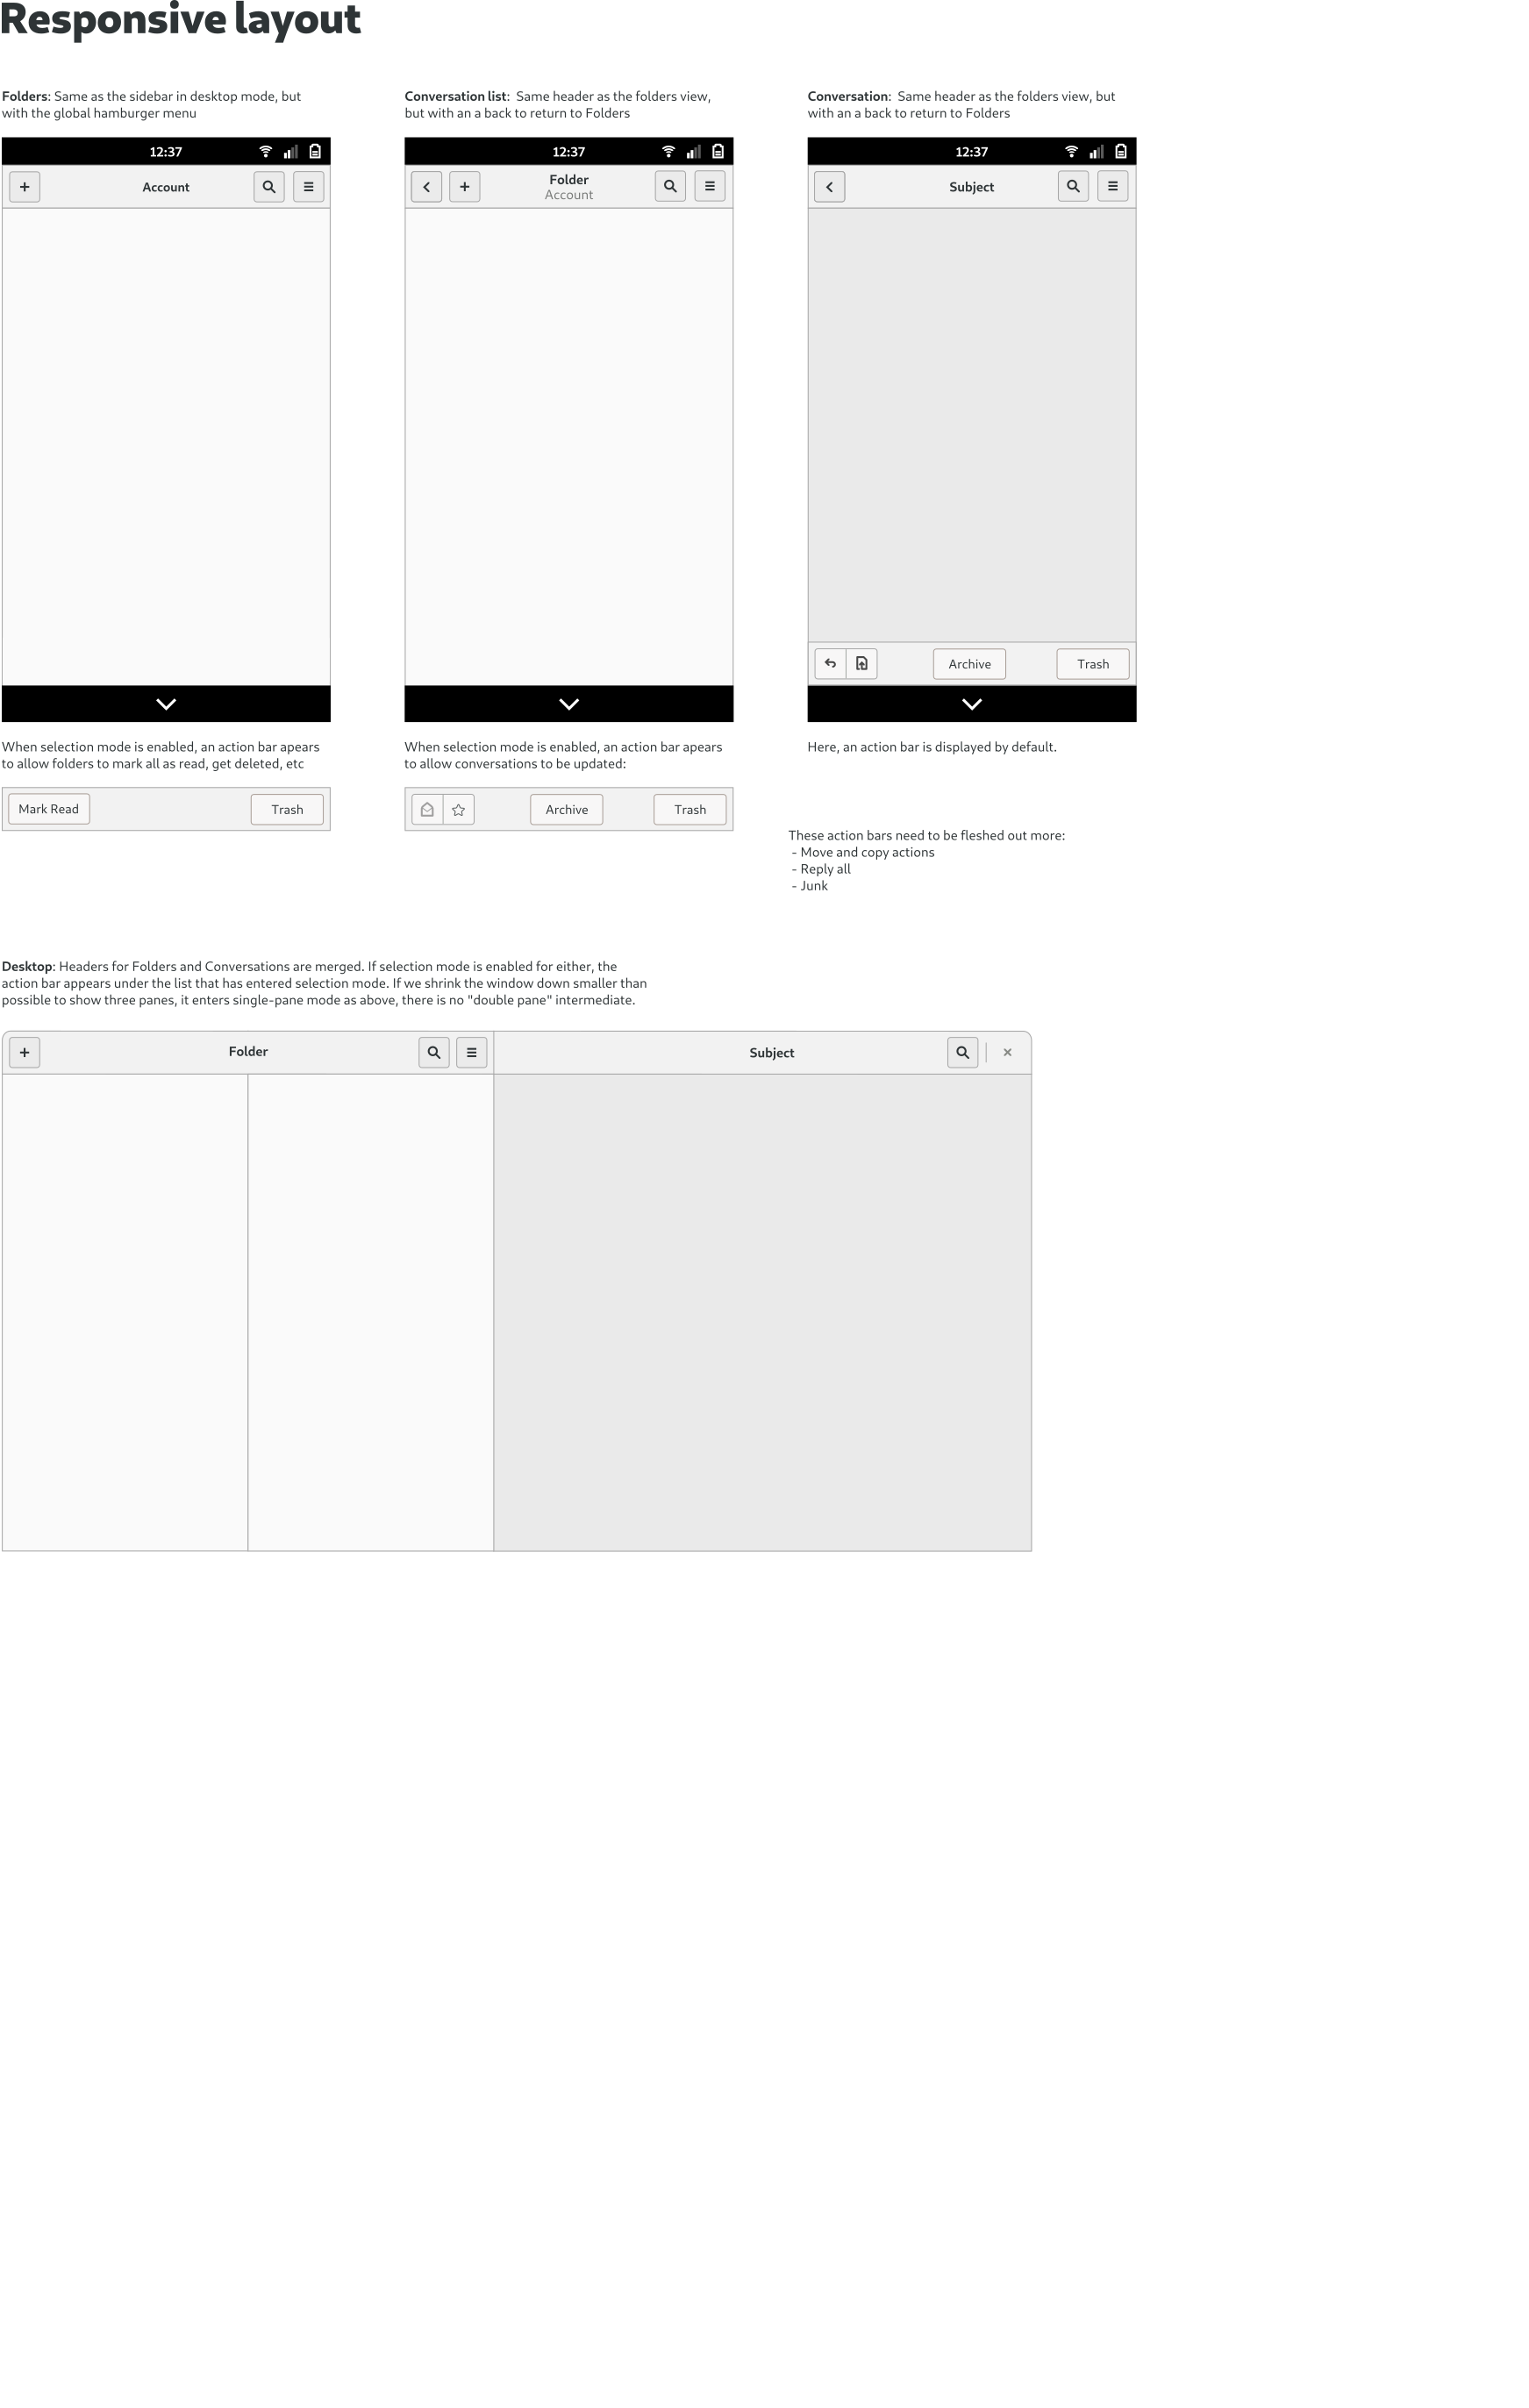 Responsive layout
Folders: Same as the sidebar in desktop mode, but
with the global hamburger menu
Conversation list:  Same header as the folders view,
but with an a back to return to Folders
Conversation:  Same header as the folders view, but
with an a back to return to Folders
12:37
Account
12:37
Folder
Account
12:37
Subject
Archive
Trash
When selection mode is enabled, an action bar apears
to allow folders to mark all as read, get deleted, etc
Mark Read
Trash
When selection mode is enabled, an action bar apears
to allow conversations to be updated:
Archive
Trash
Here, an action bar is displayed by default.
These action bars need to be fleshed out more:
- Move and copy actions
- Reply all
- Junk
Desktop: Headers for Folders and Conversations are merged. If selection mode is enabled for either, the
action bar appears under the list that has entered selection mode. If we shrink the window down smaller than
possible to show three panes, it enters single-pane mode as above, there is no "double pane" intermediate.
Folder
Subject